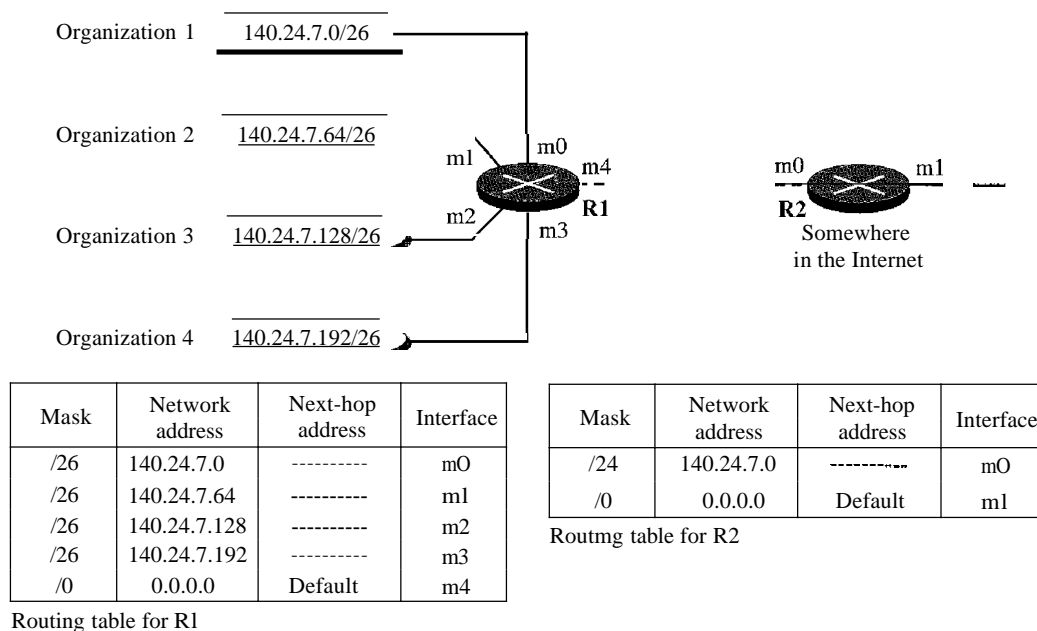 Organization 1 140.24.7.0/26
Organization 2 140.24.7.64/26
m1 m0 m4
m0 m1
R1
R2
m2
m3
Organization 3 140.24.7.128/26
Somewhere
in the Internet
Organization 4 140.24.7.192/26
Mask Network address Next-hop address Interface
/26 140.24.7.0 ---------- mO
/26 140.24.7.64 ---------- ml
/26 140.24.7.128 ---------- m2
/26 140.24.7.192 ---------- m3
/0 0.0.0.0 Default m4
Routing table for Rl
Mask Network address Next-hop address Interface
/24 140.24.7.0 ---------- mO
/0 0.0.0.0 Default ml
Routmg table for R2